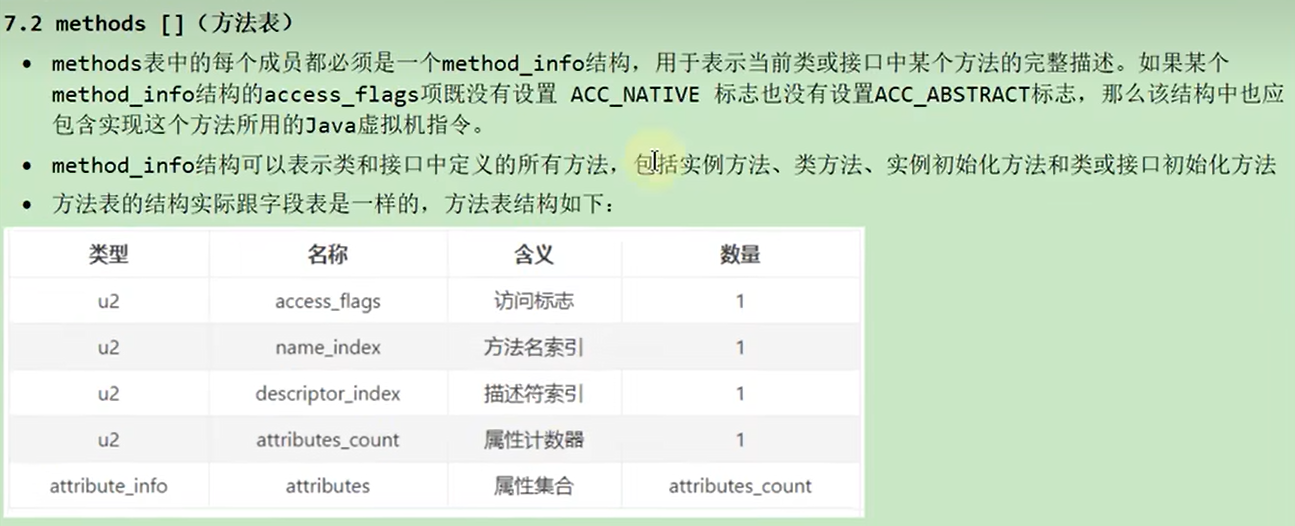 7.2 methods []（方法表）
• methods表中的每个成员都必须是一个method_info结构，用于表示当前类或接口中某个方法的完整描述。如果某个
method_info结构的access_flags项既没有设置 ACC_NATIVE 标志也没有设置ACC_ABSTRACT标志，那么该结构中也应
包含实现这个方法所用的Java虚拟机指令。
• method_info结构可以表示类和接口中定义的所有方法，包括实例方法、类方法、实例初始化方法和类或接口初始化方法
• 方法表的结构实际跟字段表是一样的，方法表结构如下：
类型 名称 含义 数量
u2 access_flags 访问标志 1
u2 name_index 方法名索引 1
u2 descriptor_index 描述符索引 1
u2 attributes_count 属性计数器 1
attribute_info attributes 属性集合 attributes_count